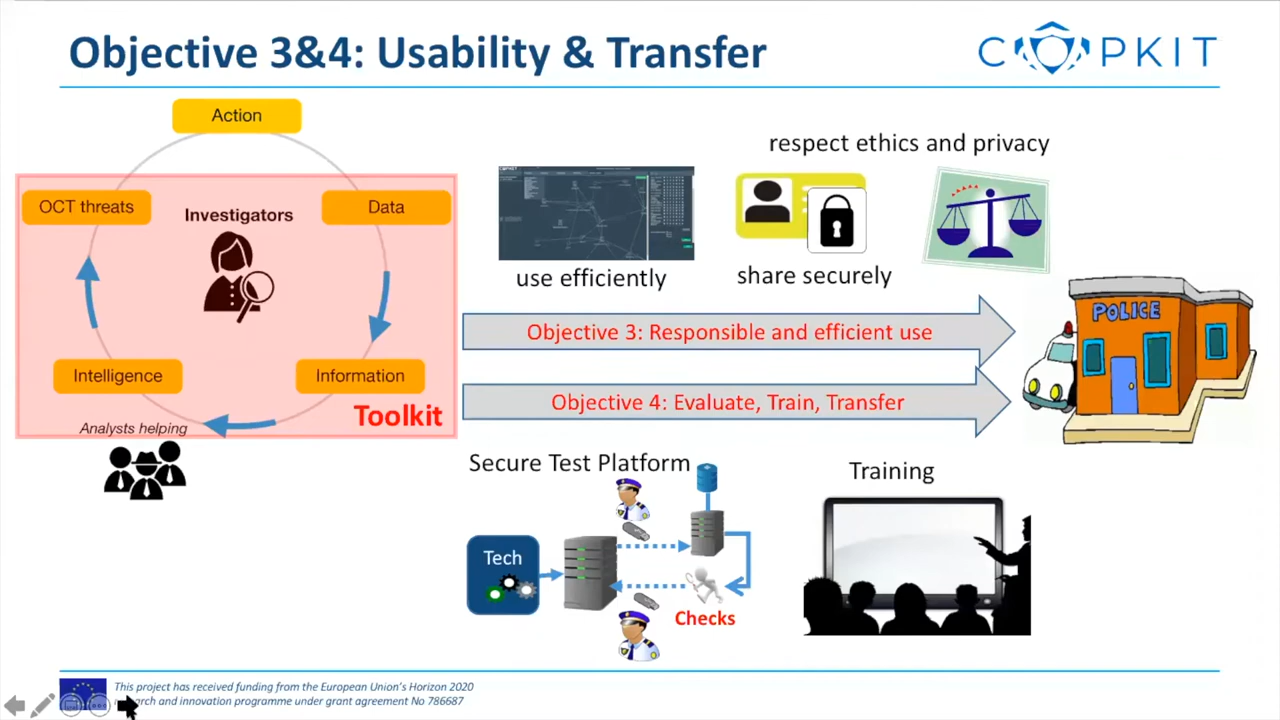 Objective 3&4: Usability & Transfer
COPKIT
Action
OCT threats
Investigators
Data
Intelligence
Information
Toolkit
Analysts helping
respect ethics and privacy
use efficiently
share securely
POLICE
Objective 3: Responsible and efficient use
Objective 4: Evaluate, Train, Transfer
Secure Test Platform
Training
Tech
Checks
This project has received funding from the European Union's Horizon 2020
and innovation programme under grant agreement No 786687